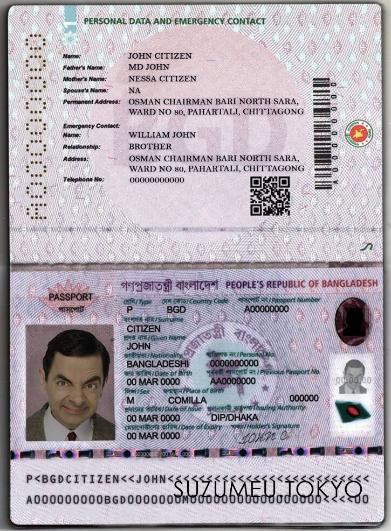 PERSONAL DATA AND EMERGENCY CONTACT
Name: JOHN CITIZEN
Father's Name: MD JOHN
Mother's Name: NESSA CITIZEN
Spouse's Name: NA
Permanent Address: OSMAN CHAIRMAN BARI NORTH SARA,
WARD NO 80, PAHARTALI, CHITTAGONG
Emergency Contact:
Name: WILLIAM JOHN
Relationship: BROTHER
Address: OSMAN CHAIRMAN BARI NORTH SARA,
WARD NO 80, PAHARTALI, CHITTAGONG
Telephone No: 00000000000
গণপ্রজাতন্ত্রী বাংলাদেশ PEOPLE'S REPUBLIC OF BANGLADESH
PASSPORT
পাসপোর্ট
Type Country Code Passport Number
P BGD A00000000
Surname
CITIZEN
Given Name
JOHN
Nationality Personal No.
BANGLADESHI 0000000000
Date of Birth Previous Passport No.
00 MAR 0000 AA0000000
Sex Place of Birth
M COMILLA 000000
Date of Issue Issuing Authority
00 MAR 0000 DIP/DHAKA
Date of Expiry Holder's Signature
00 MAR 0000
P<BGDCITIZEN<<JOHN
SUZUMEU TOKYO